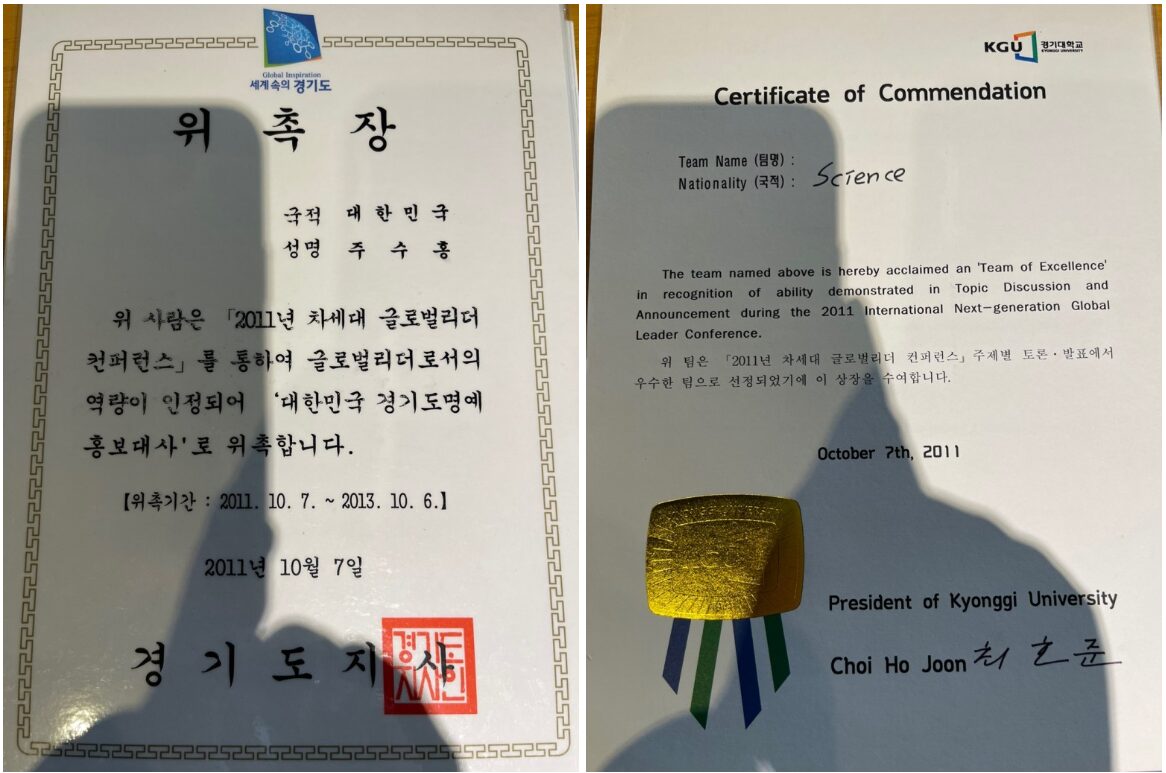 Global Inspiration
세계 속의 경기도
위 촉 장
국적 대 한 민 국
성명 주 수 홍
위 사람은 「2011년 차세대 글로벌리더
컨퍼런스」를 통하여 글로벌리더로서의
역량이 인정되어 '대한민국 경기도명예
홍보대사'로 위촉합니다.
【위촉기간 : 2011. 10. 7. ~ 2013. 10. 6.】
2011년 10월 7일
경 기 도 지 사
경기도
지사인
KGU 경기대학교
KYONGGI UNIVERSITY
Certificate of Commendation
Team Name (팀명) :
Nationality (국적) : Science
The team named above is hereby acclaimed an 'Team of Excellence'
in recognition of ability demonstrated in Topic Discussion and
Announcement during the 2011 International Next-generation Global
Leader Conference.
위 팀은 「2011년 차세대 글로벌리더 컨퍼런스」주제별 토론·발표에서
우수한 팀으로 선정되었기에 이 상장을 수여합니다.
October 7th, 2011
President of Kyonggi University
Choi Ho Joon 최 호 준